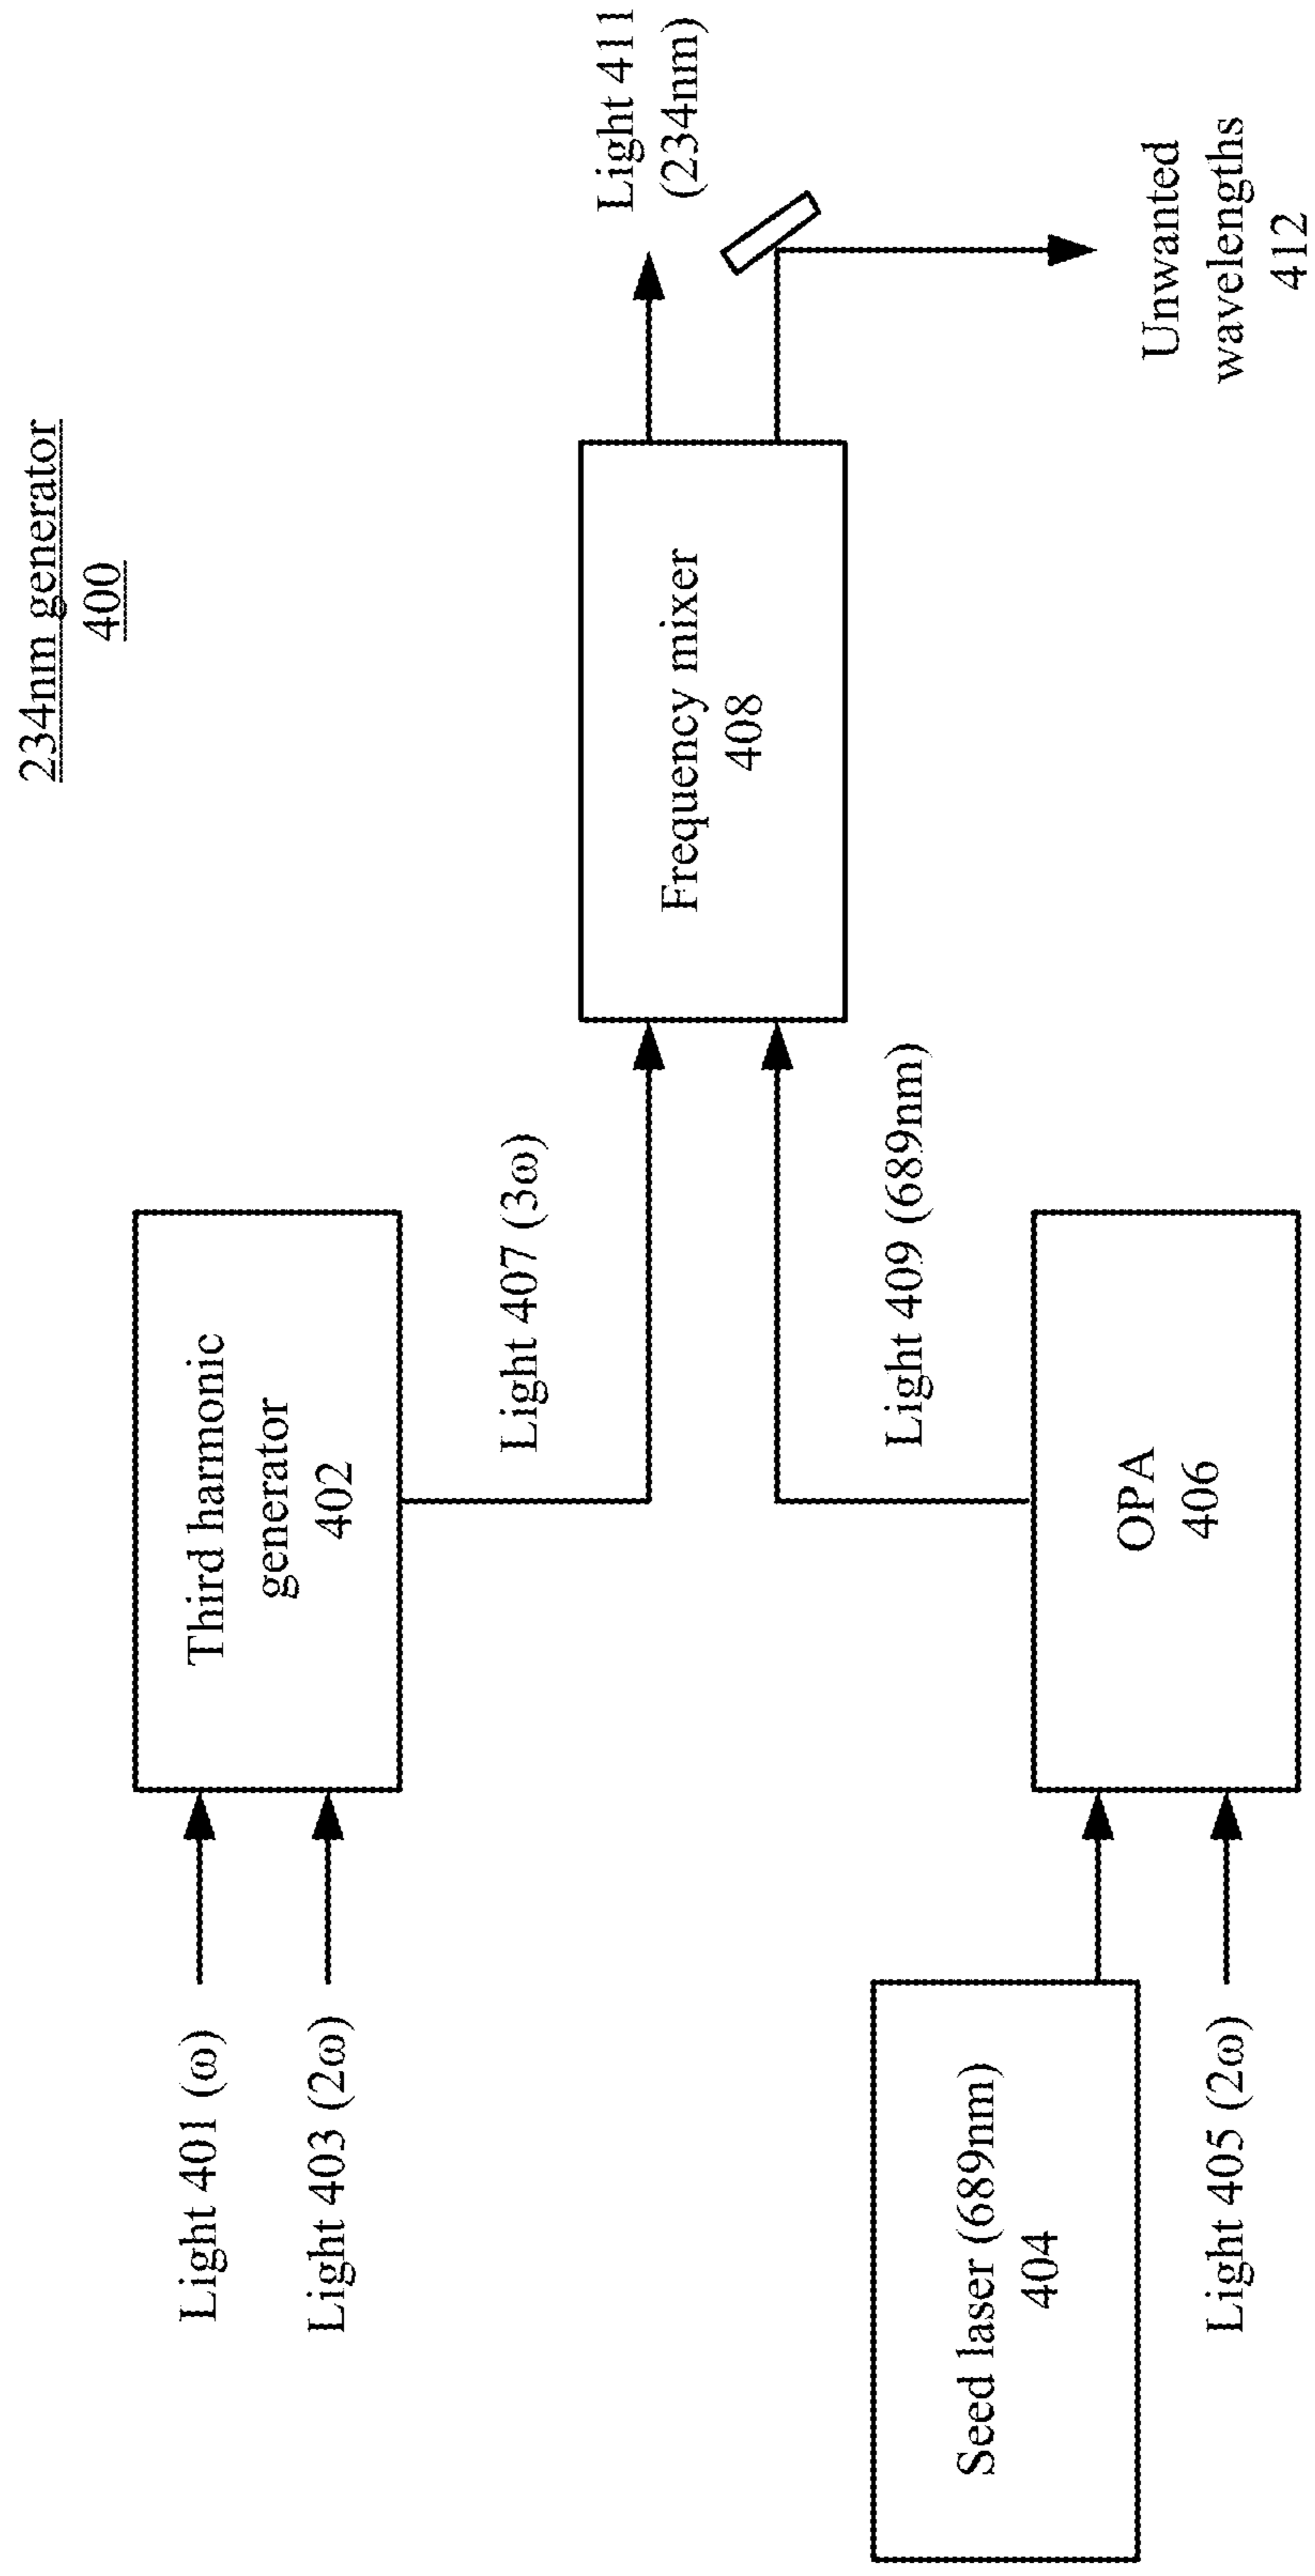 234nm generator
400
Light 401 (ω)
Light 403 (2ω)
Third harmonic
generator
402
Light 407 (3ω)
Frequency mixer
408
Light 411
(234nm)
Light 409 (689nm)
Seed laser (689nm)
404
Light 405 (2ω)
OPA
406
Unwanted
wavelengths
412